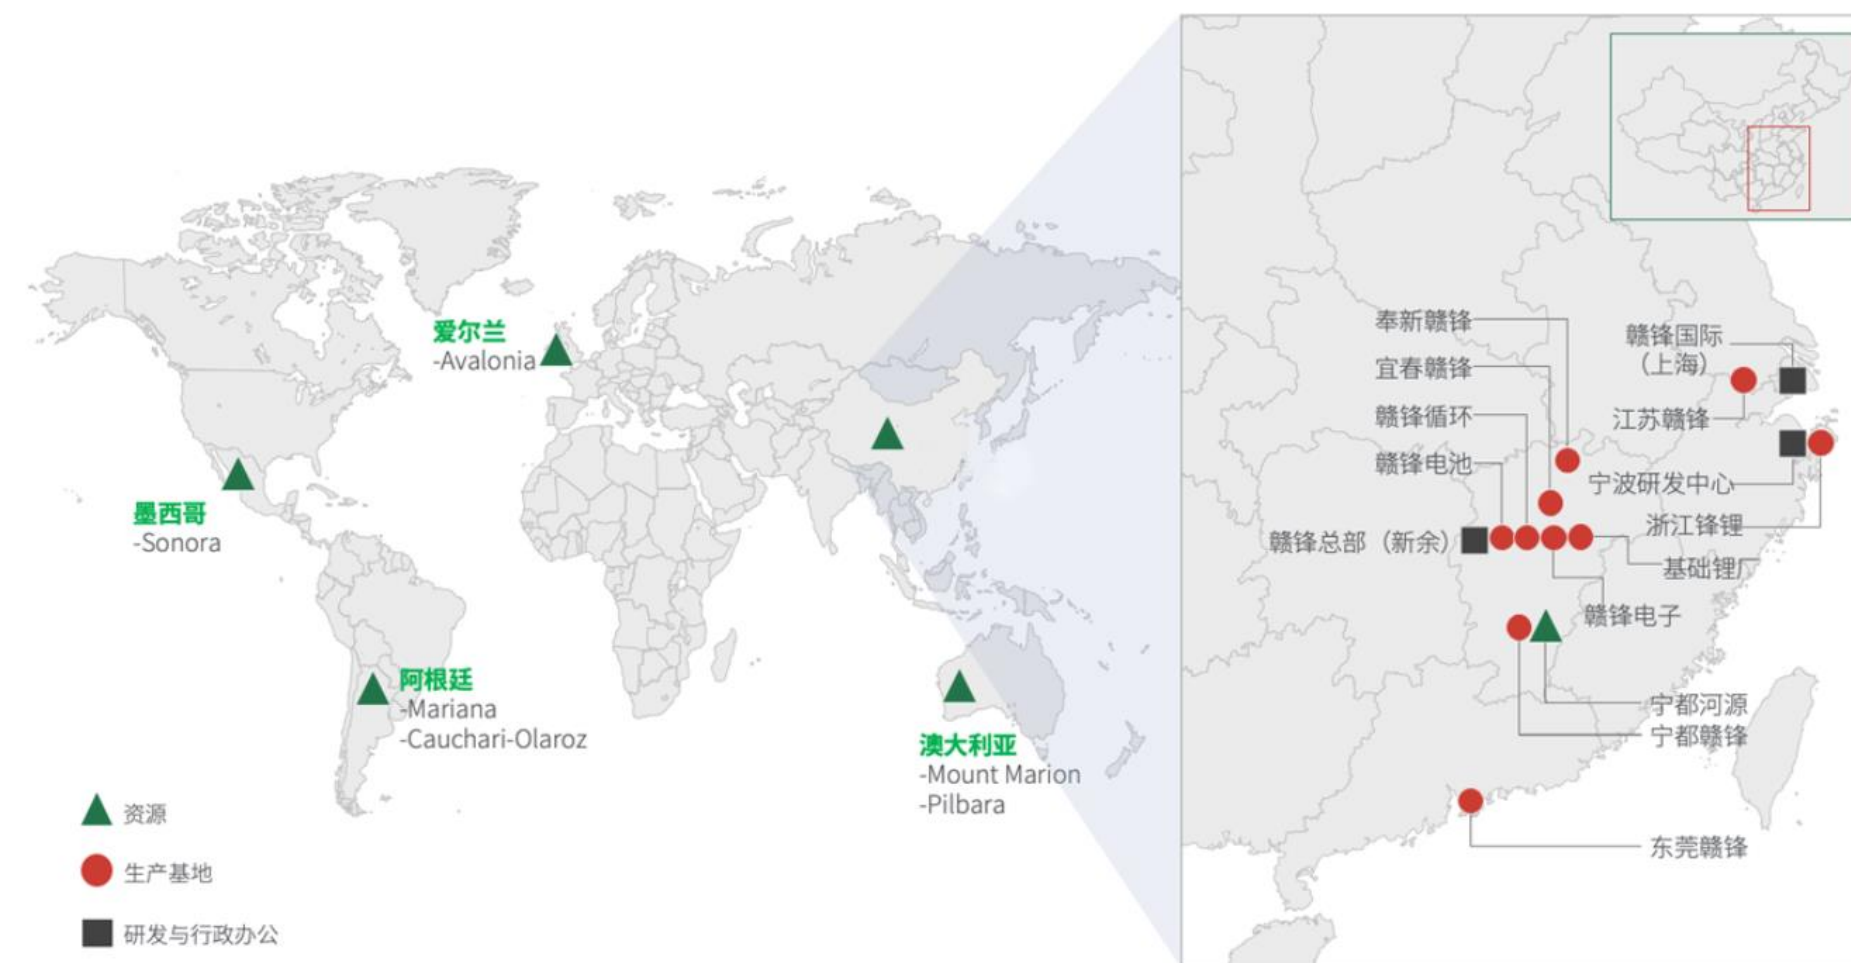 爱尔兰
-Avalonia
墨西哥
-Sonora
阿根廷
-Mariana
-Cauchari-Olaroz
澳大利亚
-Mount Marion
-Pilbara
资源
生产基地
研发与行政办公
奉新赣锋
宜春赣锋
赣锋循环
赣锋电池
赣锋总部（新余）
赣锋国际
（上海）
江苏赣锋
宁波研发中心
浙江锋锂
基础锂厂
赣锋电子
宁都河源
宁都赣锋
东莞赣锋